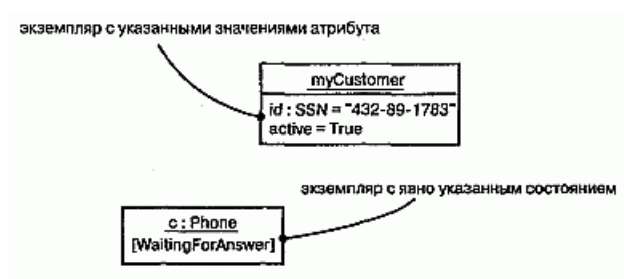 экземпляр с указанными значениями атрибута
myCustomer
id : SSN = "432-89-1783"
active = True
экземпляр с явно указанным состоянием
c : Phone
[WaitingForAnswer]